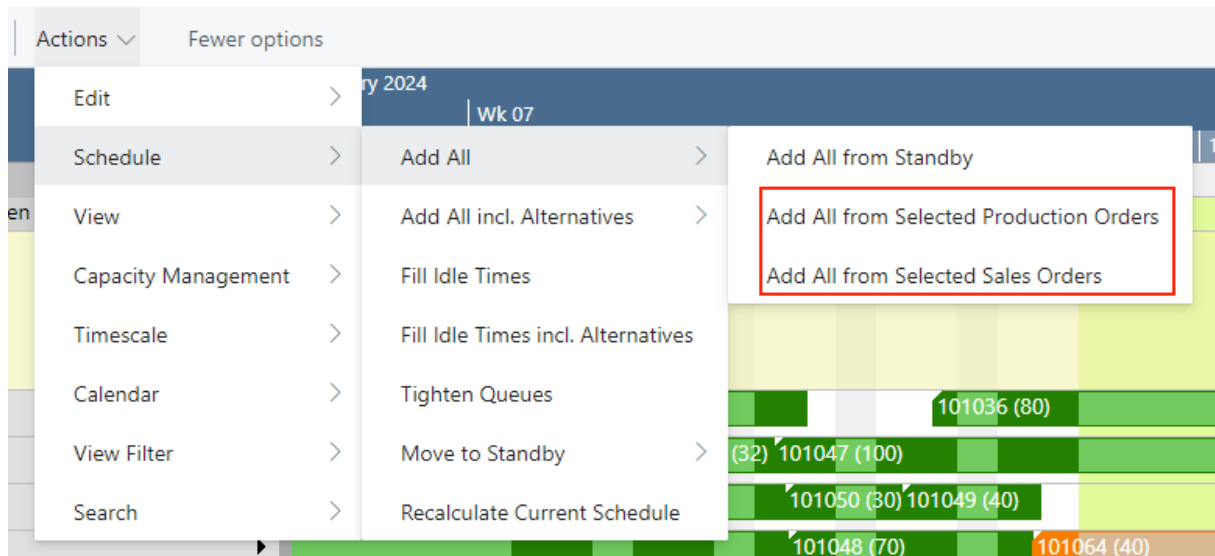 Actions
Fewer options
ry 2024
Wk 07
Edit
Schedule
View
Capacity Management
Timescale
Calendar
View Filter
Search
Add All
Add All incl. Alternatives
Fill Idle Times
Fill Idle Times incl. Alternatives
Tighten Queues
Move to Standby
Recalculate Current Schedule
Add All from Standby
Add All from Selected Production Orders
Add All from Selected Sales Orders
en
1
101036 (80)
(32) 101047 (100)
101050 (30) 101049 (40)
101048 (70) 101064 (40)